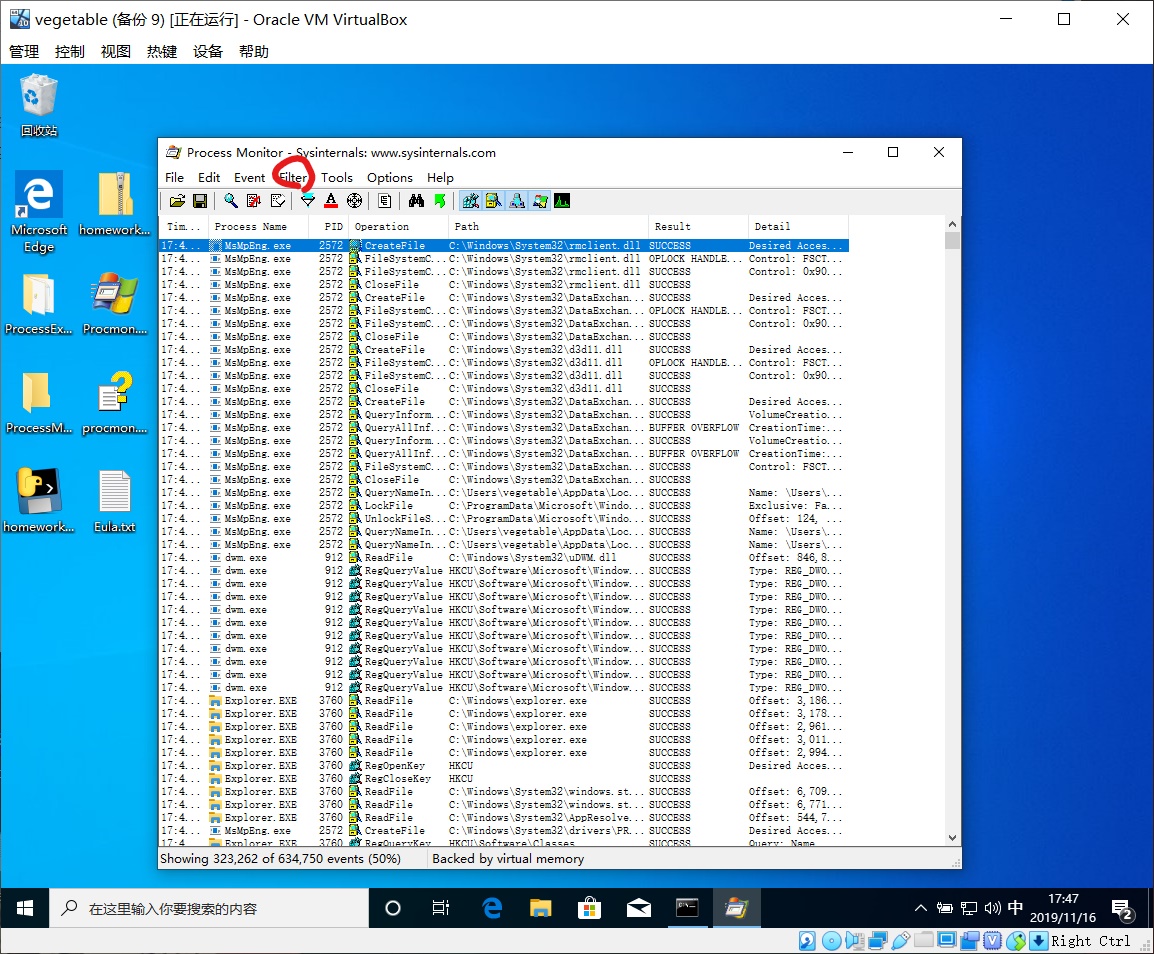 vegetable (备份 9) [正在运行] - Oracle VM VirtualBox
管理 控制 视图 热键 设备 帮助
回收站
Microsoft Edge
homework...
ProcessEx...
Procmon....
ProcessM...
procmon....
homework...
Eula.txt
Process Monitor - Sysinternals: www.sysinternals.com
File Edit Event Filter Tools Options Help
Tim... Process Name PID Operation Path Result Detail
17:4... MsMpEng.exe 2572 CreateFile C:\Windows\System32\rmclient.dll SUCCESS Desired Acces...
17:4... MsMpEng.exe 2572 FileSystemC... C:\Windows\System32\rmclient.dll OPLOCK HANDLE... Control: FSCT...
17:4... MsMpEng.exe 2572 FileSystemC... C:\Windows\System32\rmclient.dll SUCCESS Control: 0x90...
17:4... MsMpEng.exe 2572 CloseFile C:\Windows\System32\rmclient.dll SUCCESS
17:4... MsMpEng.exe 2572 CreateFile C:\Windows\System32\DataExchan... SUCCESS Desired Acces...
17:4... MsMpEng.exe 2572 FileSystemC... C:\Windows\System32\DataExchan... OPLOCK HANDLE... Control: FSCT...
17:4... MsMpEng.exe 2572 FileSystemC... C:\Windows\System32\DataExchan... SUCCESS Control: 0x90...
17:4... MsMpEng.exe 2572 CloseFile C:\Windows\System32\DataExchan... SUCCESS
17:4... MsMpEng.exe 2572 CreateFile C:\Windows\System32\d3d11.dll SUCCESS Desired Acces...
17:4... MsMpEng.exe 2572 FileSystemC... C:\Windows\System32\d3d11.dll OPLOCK HANDLE... Control: FSCT...
17:4... MsMpEng.exe 2572 FileSystemC... C:\Windows\System32\d3d11.dll SUCCESS Control: 0x90...
17:4... MsMpEng.exe 2572 CloseFile C:\Windows\System32\d3d11.dll SUCCESS
17:4... MsMpEng.exe 2572 CreateFile C:\Windows\System32\DataExchan... SUCCESS Desired Acces...
17:4... MsMpEng.exe 2572 QueryInform... C:\Windows\System32\DataExchan... SUCCESS VolumeCreatio...
17:4... MsMpEng.exe 2572 QueryAllInf... C:\Windows\System32\DataExchan... BUFFER OVERFLOW CreationTime:...
17:4... MsMpEng.exe 2572 QueryInform... C:\Windows\System32\DataExchan... SUCCESS VolumeCreatio...
17:4... MsMpEng.exe 2572 QueryAllInf... C:\Windows\System32\DataExchan... BUFFER OVERFLOW CreationTime:...
17:4... MsMpEng.exe 2572 FileSystemC... C:\Windows\System32\DataExchan... SUCCESS Control: FSCT...
17:4... MsMpEng.exe 2572 CloseFile C:\Windows\System32\DataExchan... SUCCESS
17:4... MsMpEng.exe 2572 QueryNameIn... C:\Users\vegetable\AppData\Loc... SUCCESS Name: \Users\...
17:4... MsMpEng.exe 2572 LockFile C:\ProgramData\Microsoft\Windo... SUCCESS Exclusive: Fa...
17:4... MsMpEng.exe 2572 UnlockFileS... C:\ProgramData\Microsoft\Windo... SUCCESS Offset: 124, ...
17:4... MsMpEng.exe 2572 QueryNameIn... C:\Users\vegetable\AppData\Loc... SUCCESS Name: \Users\...
17:4... MsMpEng.exe 2572 QueryNameIn... C:\Users\vegetable\AppData\Loc... SUCCESS Name: \Users\...
17:4... dwm.exe 912 ReadFile C:\Windows\System32\uDWM.dll SUCCESS Offset: 846,8...
17:4... dwm.exe 912 RegQueryValue HKCU\Software\Microsoft\Window... SUCCESS Type: REG_DWO...
17:4... dwm.exe 912 RegQueryValue HKCU\Software\Microsoft\Window... SUCCESS Type: REG_DWO...
17:4... dwm.exe 912 RegQueryValue HKCU\Software\Microsoft\Window... SUCCESS Type: REG_DWO...
17:4... dwm.exe 912 RegQueryValue HKCU\Software\Microsoft\Window... SUCCESS Type: REG_DWO...
17:4... dwm.exe 912 RegQueryValue HKCU\Software\Microsoft\Window... SUCCESS Type: REG_DWO...
17:4... dwm.exe 912 RegQueryValue HKCU\Software\Microsoft\Window... SUCCESS Type: REG_DWO...
17:4... dwm.exe 912 RegQueryValue HKCU\Software\Microsoft\Window... SUCCESS Type: REG_DWO...
17:4... dwm.exe 912 RegQueryValue HKCU\Software\Microsoft\Window... SUCCESS Type: REG_DWO...
17:4... dwm.exe 912 RegQueryValue HKCU\Software\Microsoft\Window... SUCCESS Type: REG_DWO...
17:4... dwm.exe 912 RegQueryValue HKCU\Software\Microsoft\Window... SUCCESS Type: REG_DWO...
17:4... Explorer.EXE 3760 ReadFile C:\Windows\explorer.exe SUCCESS Offset: 3,186...
17:4... Explorer.EXE 3760 ReadFile C:\Windows\explorer.exe SUCCESS Offset: 3,178...
17:4... Explorer.EXE 3760 ReadFile C:\Windows\explorer.exe SUCCESS Offset: 2,961...
17:4... Explorer.EXE 3760 ReadFile C:\Windows\explorer.exe SUCCESS Offset: 3,011...
17:4... Explorer.EXE 3760 ReadFile C:\Windows\explorer.exe SUCCESS Offset: 2,994...
17:4... Explorer.EXE 3760 RegOpenKey HKCU SUCCESS Desired Acces...
17:4... Explorer.EXE 3760 RegCloseKey HKCU SUCCESS
17:4... Explorer.EXE 3760 ReadFile C:\Windows\System32\windows.st... SUCCESS Offset: 6,709...
17:4... Explorer.EXE 3760 ReadFile C:\Windows\System32\windows.st... SUCCESS Offset: 6,771...
17:4... Explorer.EXE 3760 ReadFile C:\Windows\System32\AppResolve... SUCCESS Offset: 544,7...
17:4... MsMpEng.exe 2572 CreateFile C:\Windows\System32\drivers\PR... SUCCESS Desired Acces...
17:4 Explorer.EXE 3760 RegQueryKey HKCU\Software\Classes SUCCESS Query: Name
Showing 323,262 of 634,750 events (50%) Backed by virtual memory
在这里输入你要搜索的内容
中
17:47
2019/11/16
2
Right Ctrl